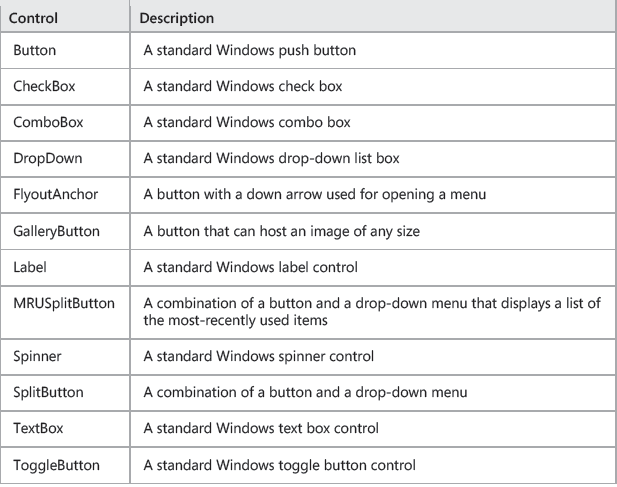 Control Description
Button A standard Windows push button
CheckBox A standard Windows check box
ComboBox A standard Windows combo box
DropDown A standard Windows drop-down list box
FlyoutAnchor A button with a down arrow used for opening a menu
GalleryButton A button that can host an image of any size
Label A standard Windows label control
MRUSplitButton A combination of a button and a drop-down menu that displays a list of
the most-recently used items
Spinner A standard Windows spinner control
SplitButton A combination of a button and a drop-down menu
TextBox A standard Windows text box control
ToggleButton A standard Windows toggle button control